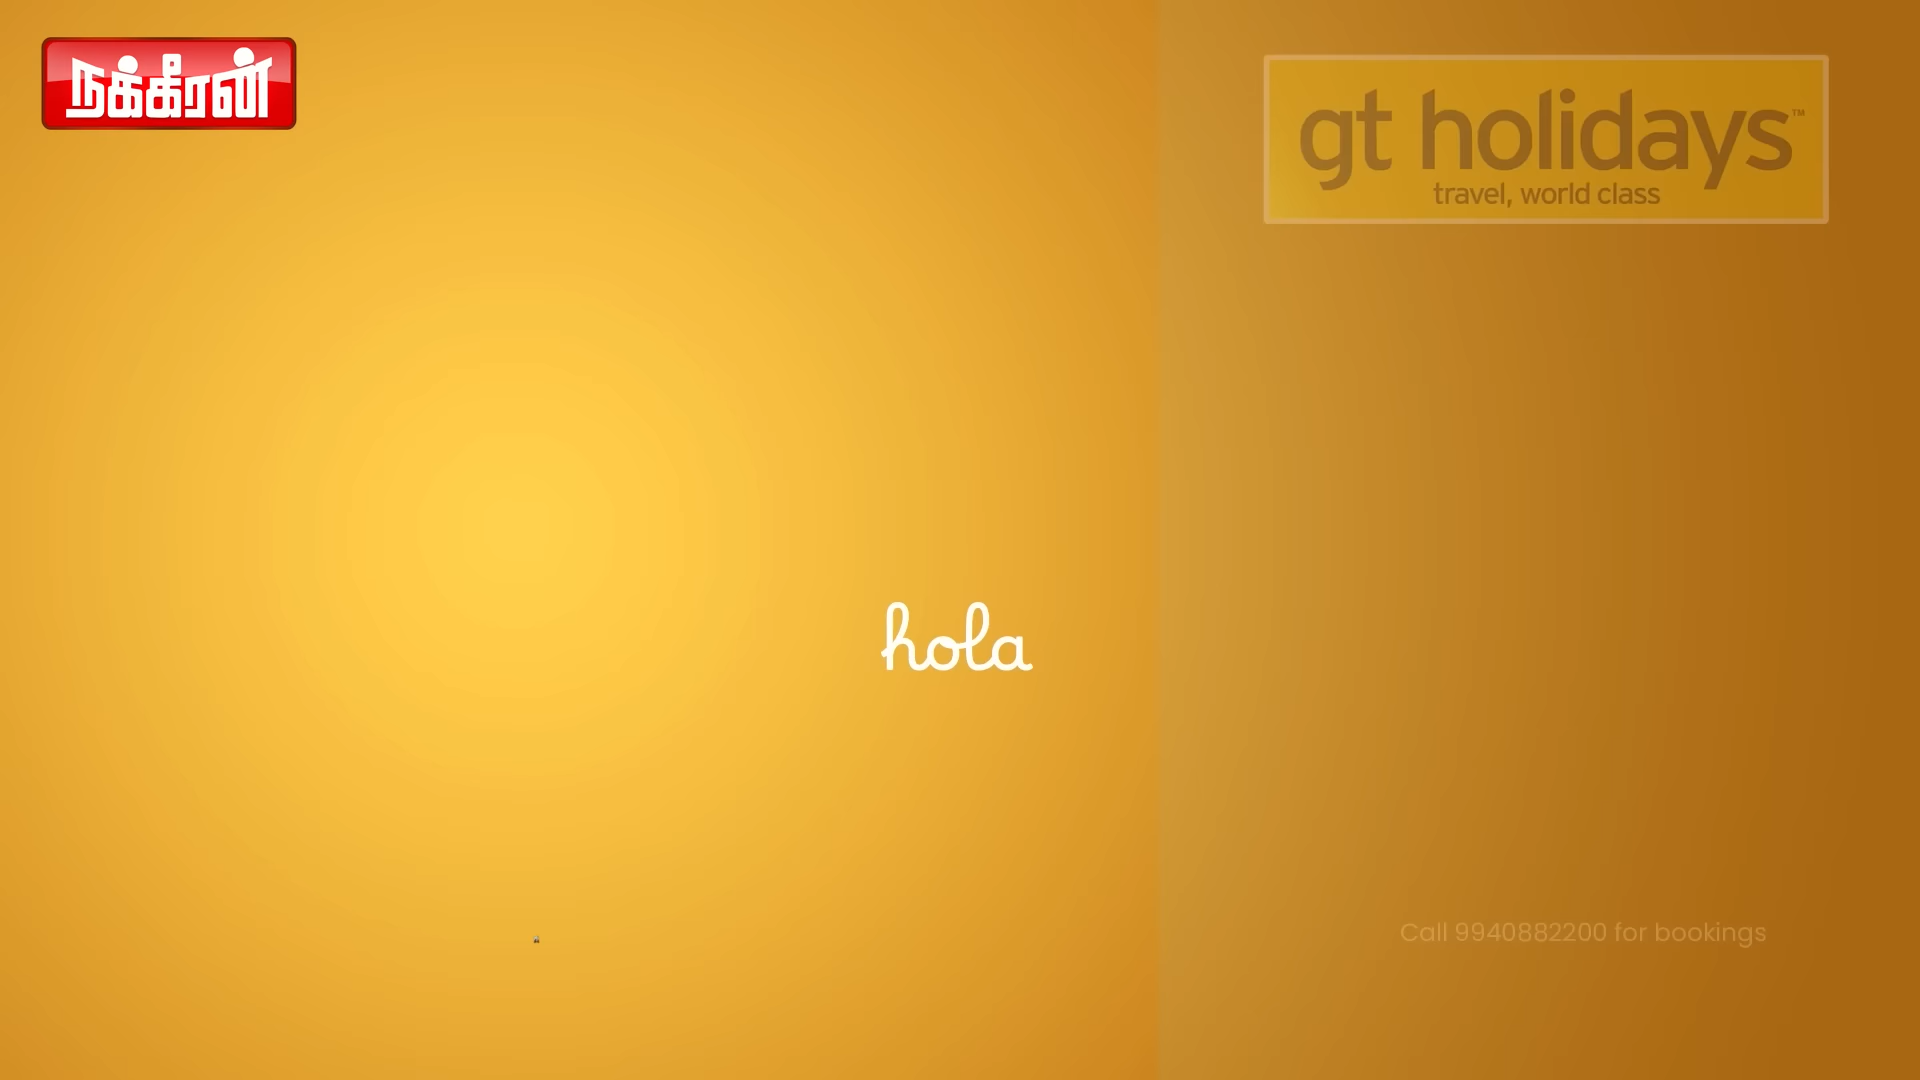 நக்கீரன்
gt holidays™
travel, world class
hola
Call 9940882200 for bookings